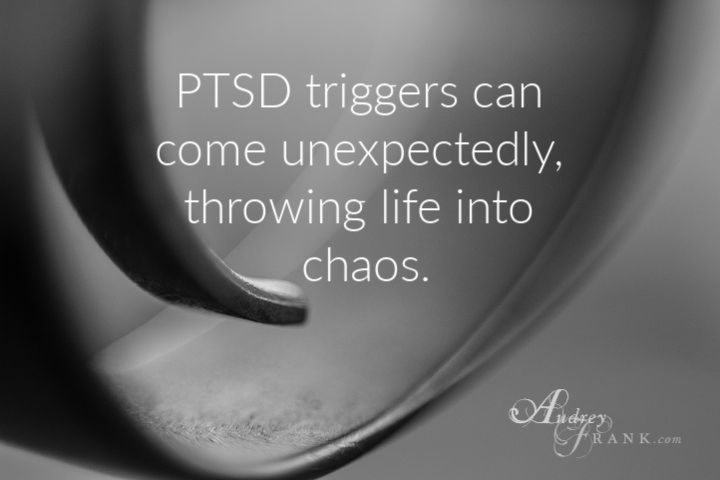 PTSD triggers can
come unexpectedly,
throwing life into
chaos.
Audrey
FRANK.com